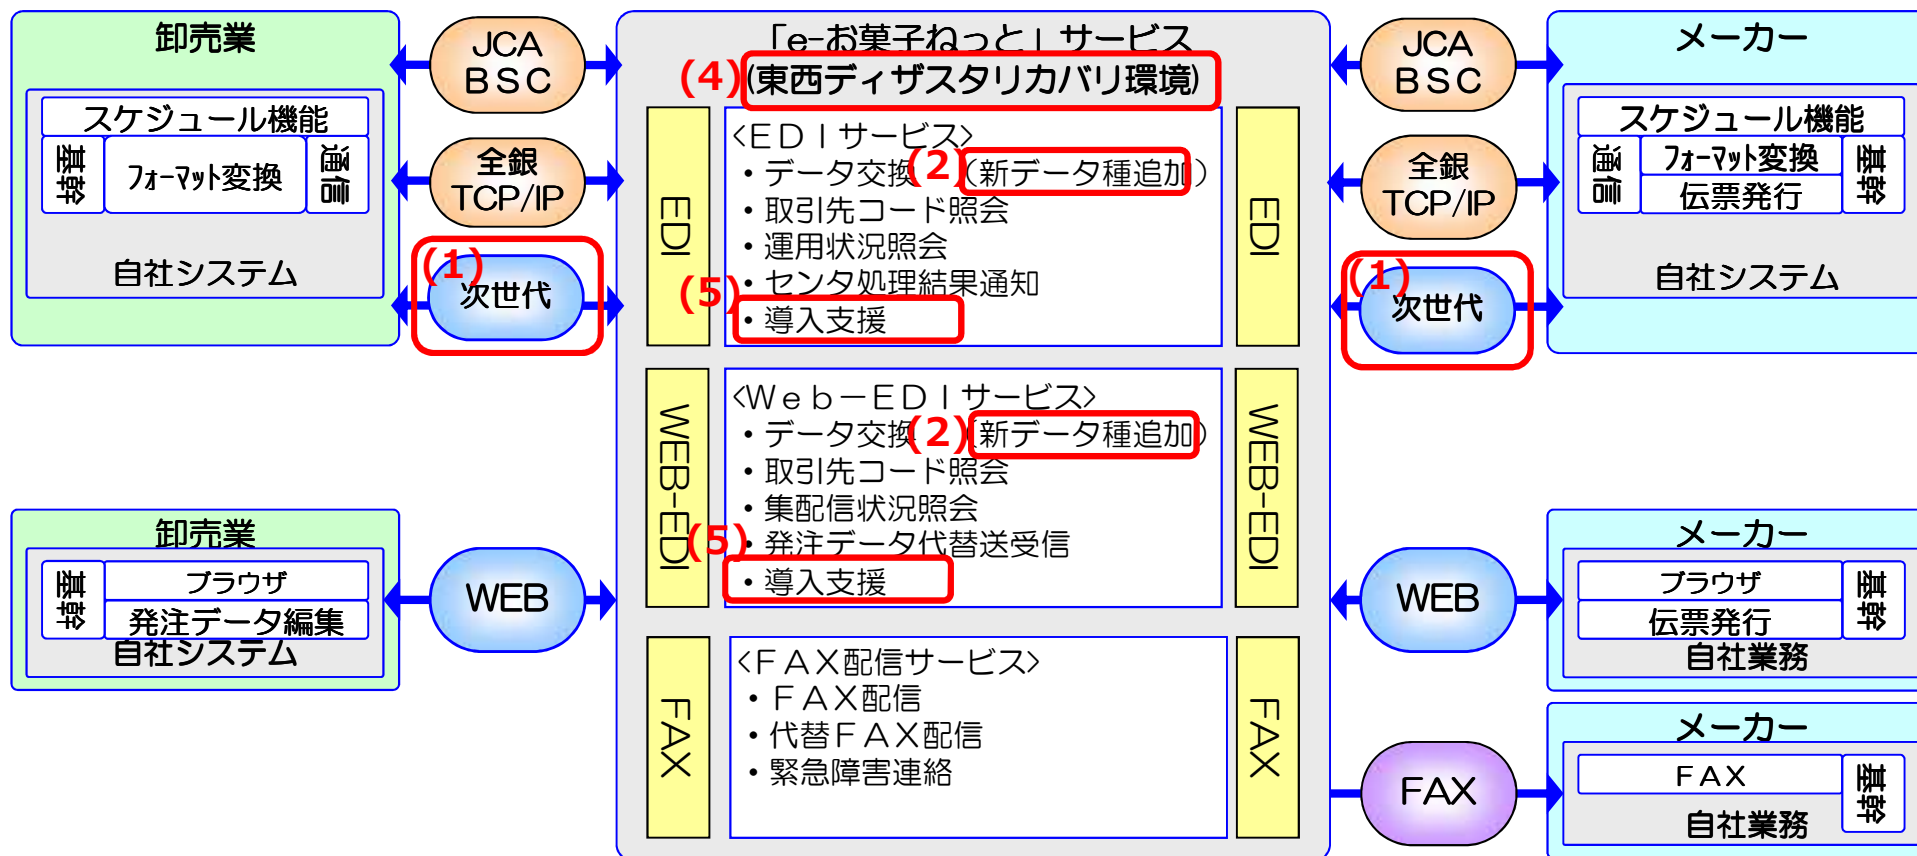 卸売業
スケジュール機能
基幹
フォーマット変換
通信
自社システム
JCA
BSC
全銀
TCP/IP
(1)
次世代
卸売業
基幹
ブラウザ
発注データ編集
自社システム
WEB
「e-お菓子ねっと」サービス
(4)(東西ディザスタリカバリ環境)
EDI
<EDIサービス>
・データ交換(2)(新データ種追加)
・取引先コード照会
・運用状況照会
・センタ処理結果通知
(5)
・導入支援
EDI
WEB-EDI
<Web-EDIサービス>
・データ交換(2)(新データ種追加)
・取引先コード照会
・集配信状況照会
(5)
・発注データ代替送受信
・導入支援
WEB-EDI
FAX
<FAX配信サービス>
・FAX配信
・代替FAX配信
・緊急障害連絡
FAX
JCA
BSC
全銀
TCP/IP
(1)
次世代
WEB
FAX
メーカー
スケジュール機能
通信
フォーマット変換
伝票発行
基幹
自社システム
メーカー
ブラウザ
伝票発行
基幹
自社業務
メーカー
FAX
基幹
自社業務